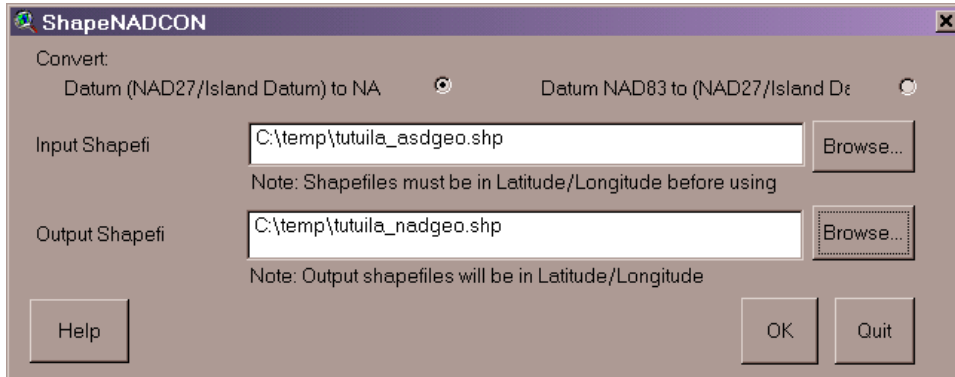 ShapeNADCON
Convert:
Datum (NAD27/Island Datum) to NA
Datum NAD83 to (NAD27/Island Da
Input Shapefi
C:\temp\tutuila_asdgeo.shp
Browse...
Note: Shapefiles must be in Latitude/Longitude before using
Output Shapefi
C:\temp\tutuila_nadgeo.shp
Browse...
Note: Output shapefiles will be in Latitude/Longitude
Help
OK
Quit